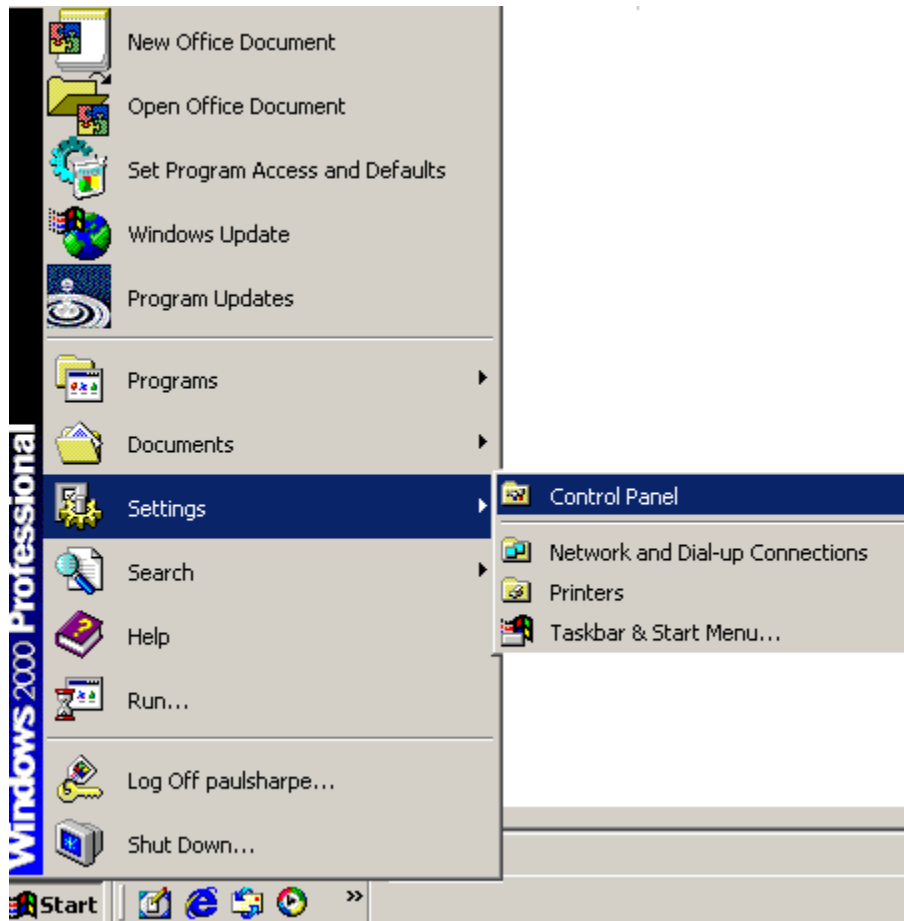 New Office Document
Open Office Document
Set Program Access and Defaults
Windows Update
Program Updates
Programs
Documents
Settings
Search
Help
Run...
Log Off paulsharpe...
Shut Down...
Control Panel
Network and Dial-up Connections
Printers
Taskbar & Start Menu...
Windows 2000 Professional
Start
»